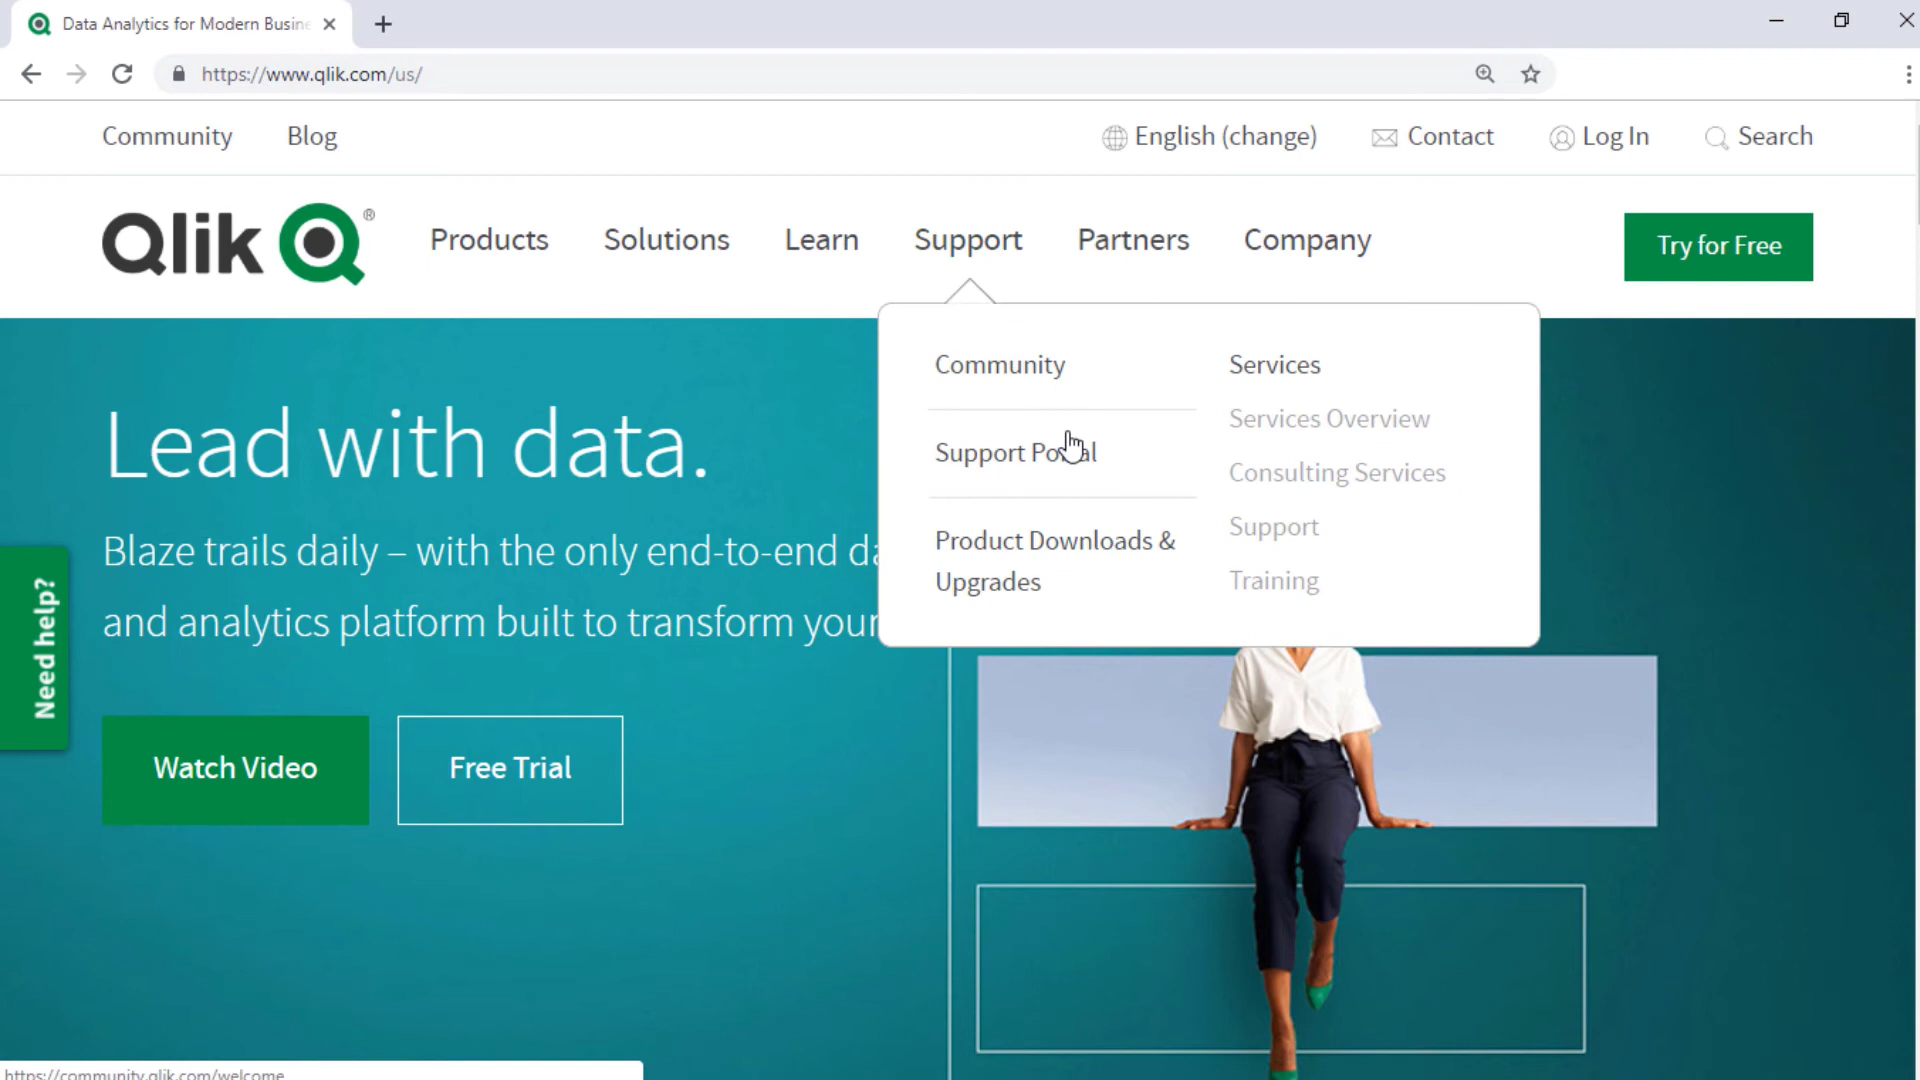 Data Analytics for Modern Busine
https://www.qlik.com/us/
Community
Blog
English (change)
Contact
Log In
Search
Qlik
®
Products
Solutions
Learn
Support
Partners
Company
Try for Free
Community
Support Portal
Product Downloads &
Upgrades
Services
Services Overview
Consulting Services
Support
Training
Lead with data.
Blaze trails daily – with the only end-to-end da
and analytics platform built to transform your
Need help?
Watch Video
Free Trial
https://community.qlik.com/welcome